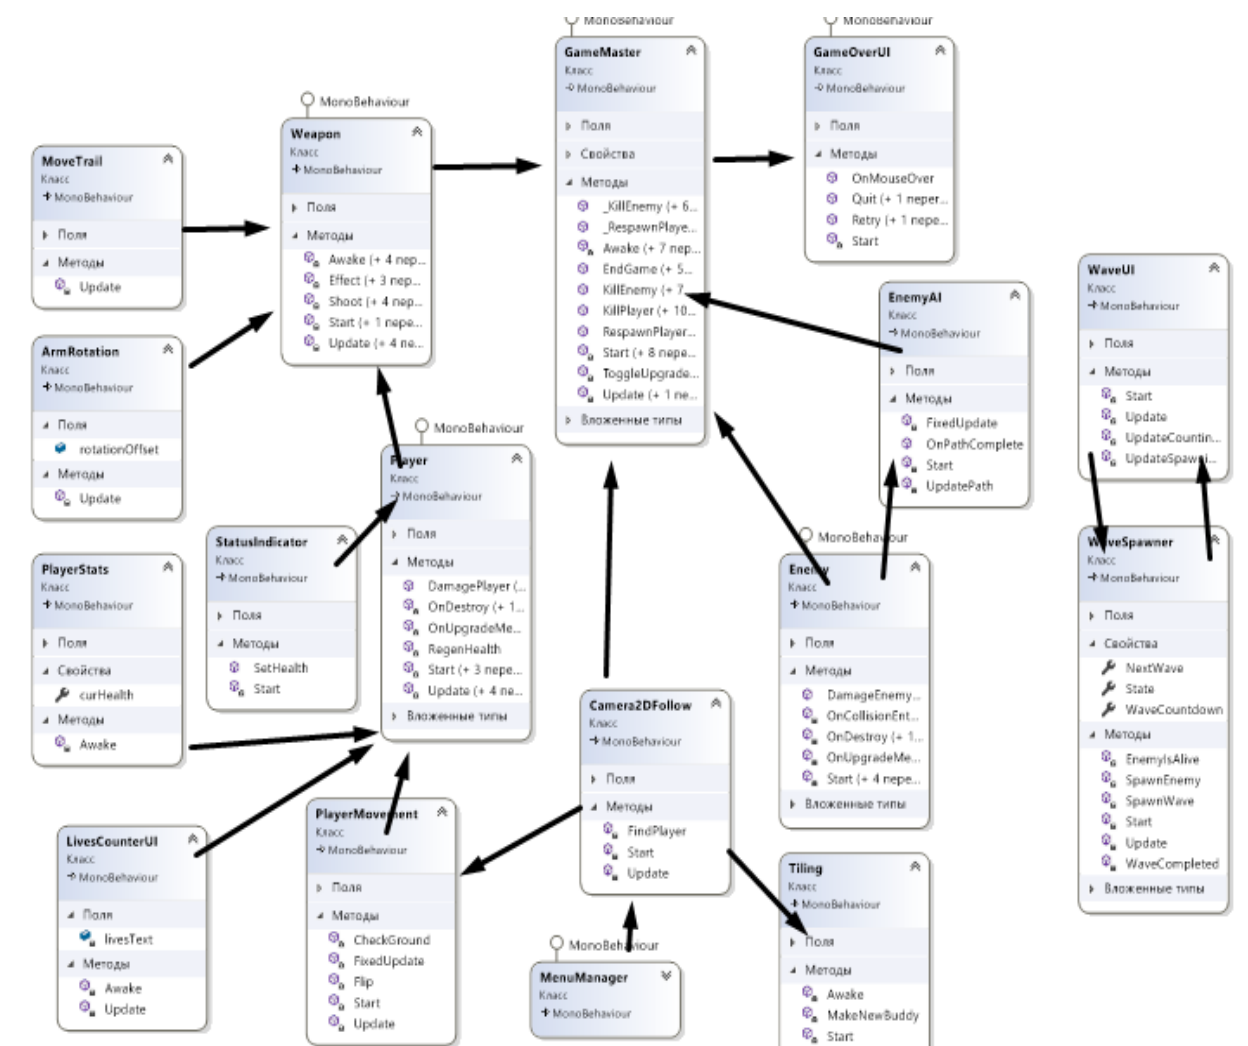 MonoBehaviour
GameMaster
Класс
MonoBehaviour
Поля
Свойства
Методы
_KillEnemy (+ 6...
_RespawnPlaye...
Awake (+ 7 пер...
EndGame (+ 5...
KillEnemy (+ 7...
KillPlayer (+ 10...
RespawnPlayer...
Start (+ 8 пере...
ToggleUpgrade...
Update (+ 1 пе...
Вложенные типы
MonoBehaviour
GameOverUI
Класс
MonoBehaviour
Поля
Методы
OnMouseOver
Quit (+ 1 перег...
Retry (+ 1 пере...
Start
MonoBehaviour
Weapon
Класс
MonoBehaviour
Поля
Методы
Awake (+ 4 пер...
Effect (+ 3 пер...
Shoot (+ 4 пер...
Start (+ 1 пере...
Update (+ 4 пе...
MoveTrail
Класс
MonoBehaviour
Поля
Методы
Update
ArmRotation
Класс
MonoBehaviour
Поля
rotationOffset
Методы
Update
EnemyAI
Класс
MonoBehaviour
Поля
Методы
FixedUpdate
OnPathComplete
Start
UpdatePath
WaveUI
Класс
MonoBehaviour
Поля
Методы
Start
Update
UpdateCountin...
UpdateSpawni...
MonoBehaviour
Player
Класс
MonoBehaviour
Поля
Методы
DamagePlayer (...
OnDestroy (+ 1...
OnUpgradeMe...
RegenHealth
Start (+ 3 пере...
Update (+ 4 пе...
Вложенные типы
StatusIndicator
Класс
MonoBehaviour
Поля
Методы
SetHealth
Start
PlayerStats
Класс
MonoBehaviour
Поля
Свойства
curHealth
Методы
Awake
MonoBehaviour
Enemy
Класс
MonoBehaviour
Поля
Методы
DamageEnemy...
OnCollisionEnt...
OnDestroy (+ 1...
OnUpgradeMe...
Start (+ 4 пере...
Вложенные типы
WaveSpawner
Класс
MonoBehaviour
Поля
Свойства
NextWave
State
WaveCountdown
Методы
EnemyIsAlive
SpawnEnemy
SpawnWave
Start
Update
WaveCompleted
Вложенные типы
Camera2DFollow
Класс
MonoBehaviour
Поля
Методы
FindPlayer
Start
Update
PlayerMovement
Класс
MonoBehaviour
Поля
Методы
CheckGround
FixedUpdate
Flip
Start
Update
LivesCounterUI
Класс
MonoBehaviour
Поля
livesText
Методы
Awake
Update
MonoBehaviour
MenuManager
Класс
MonoBehaviour
Tiling
Класс
MonoBehaviour
Поля
Методы
Awake
MakeNewBuddy
Start